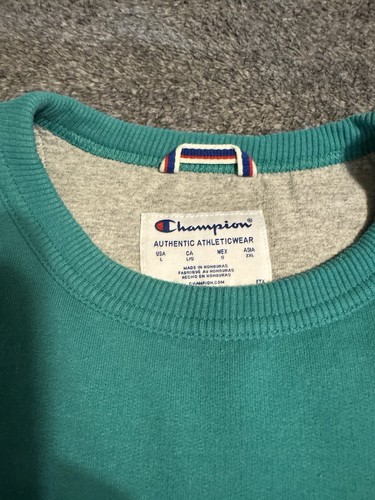 Champion
AUTHENTIC ATHLETICWEAR
USA CA MEX ASIA
L L/G G XXL
MADE IN HONDURAS
FABRIQUÉ AU HONDURAS
HECHO EN HONDURAS
CHAMPION.COM